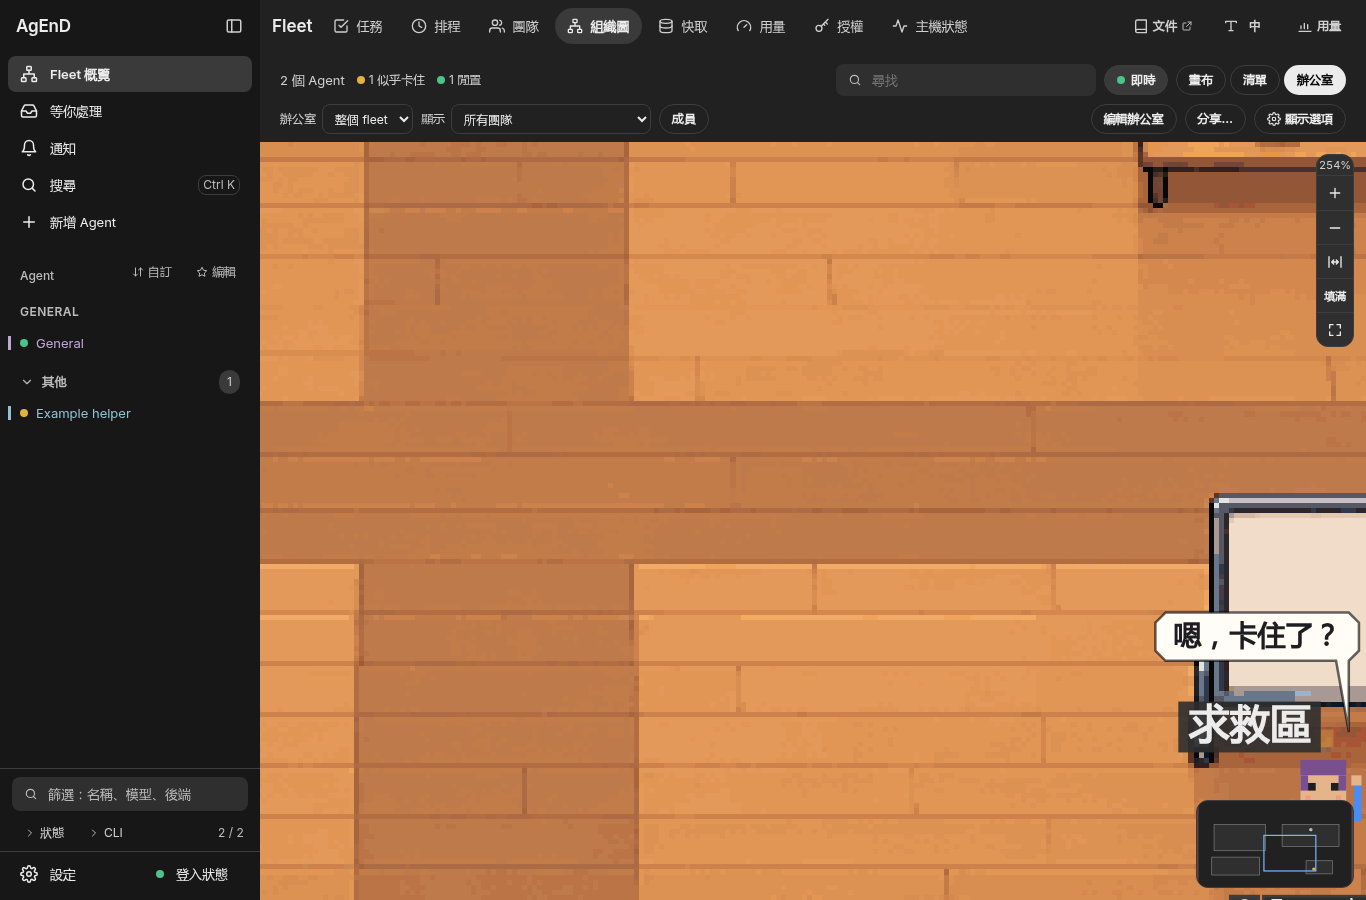 AgEnD
Fleet 概覽
等你處理
通知
搜尋 Ctrl K
新增 Agent
Agent 自訂 編輯
GENERAL
General
其他 1
Example helper
篩選：名稱、模型、後端
狀態 CLI 2 / 2
設定 登入狀態
Fleet 任務 排程 團隊 組織圖 快取 用量 授權 主機狀態 文件 中 用量
2 個 Agent 1 似乎卡住 1 閒置 尋找 即時 畫布 清單 辦公室
辦公室 整個 fleet 顯示 所有團隊 成員 編輯辦公室 分享... 顯示選項
254%
填滿
嗯，卡住了？
求救區